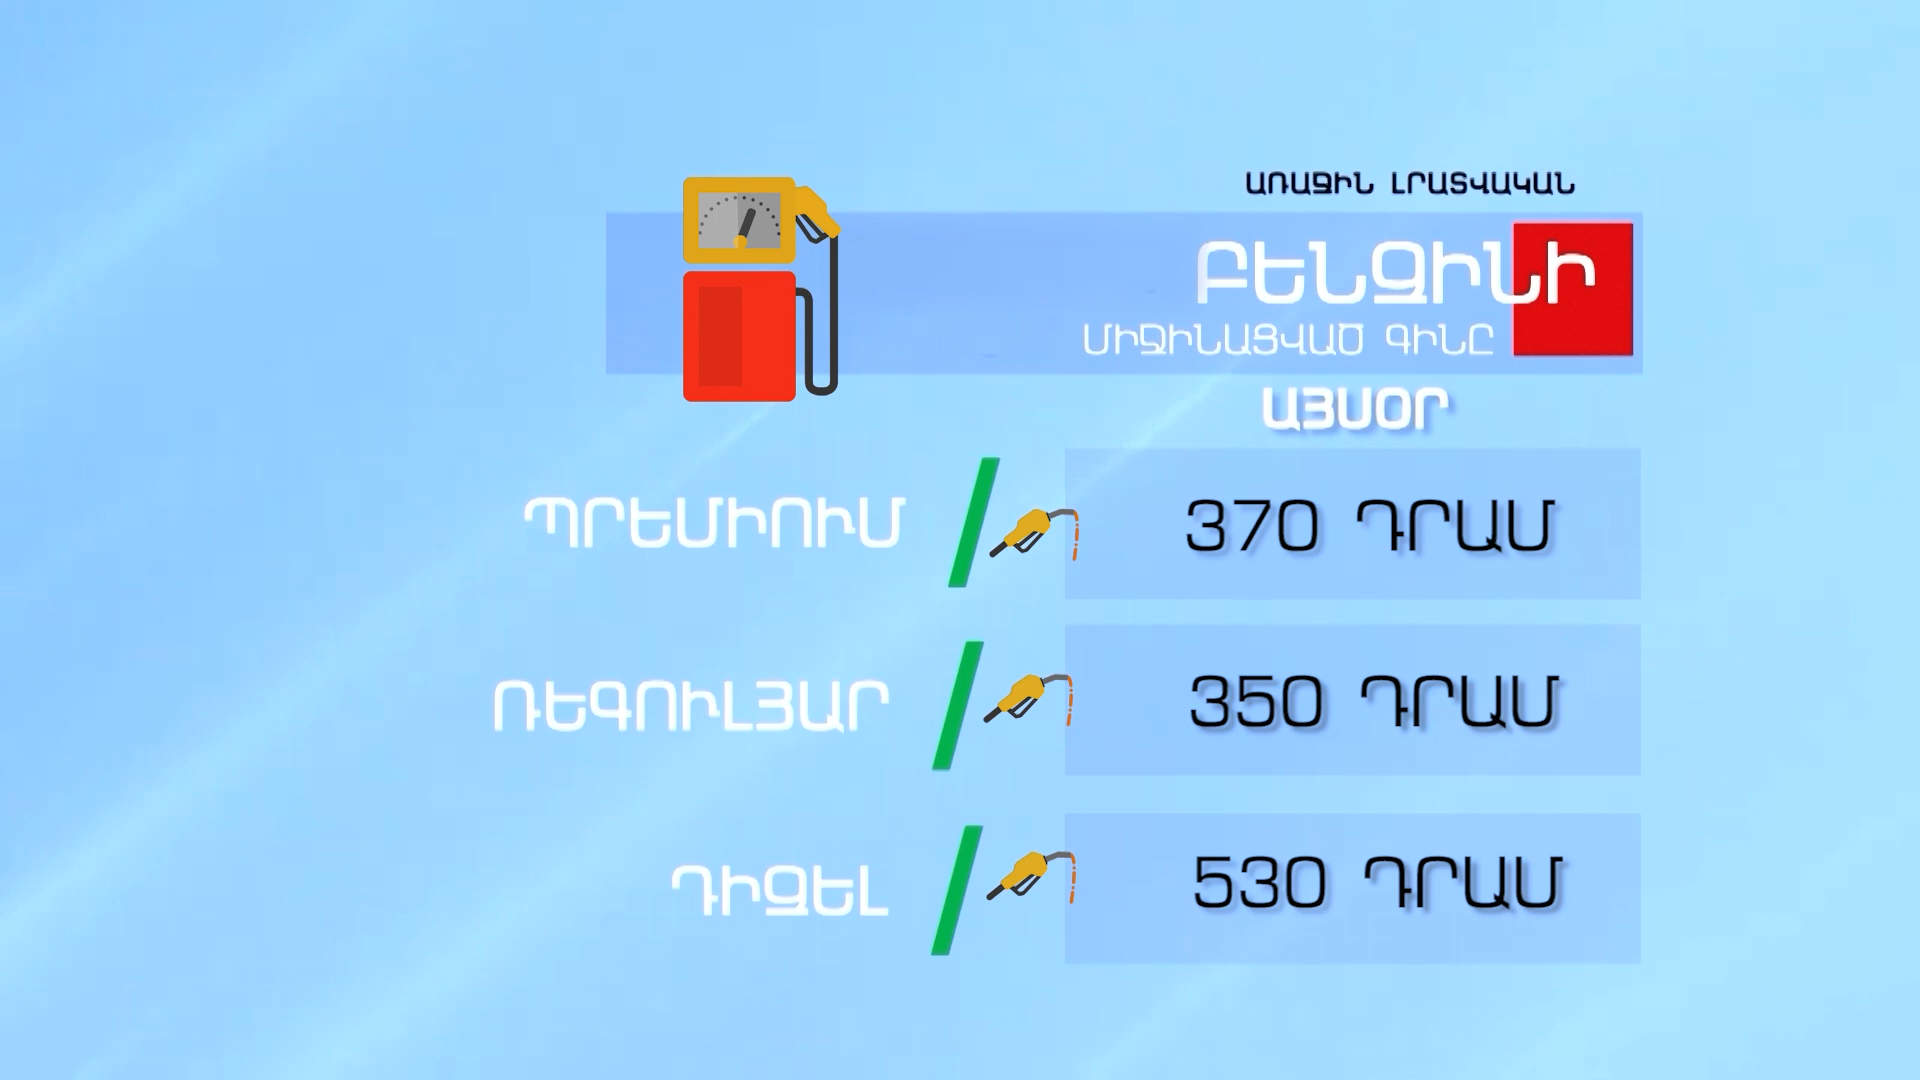 ԱՌԱՋԻՆ ԼՐԱՏՎԱԿԱՆ
ԲԵՆԶԻՆԻ
ՄԻՋԻՆԱՑՎԱԾ ԳԻՆԸ
ԱՅՍՕՐ
ՊՐԵՄԻՈՒՄ 370 ԴՐԱՄ
ՌԵԳՈՒԼՅԱՐ 350 ԴՐԱՄ
ԴԻԶԵԼ 530 ԴՐԱՄ